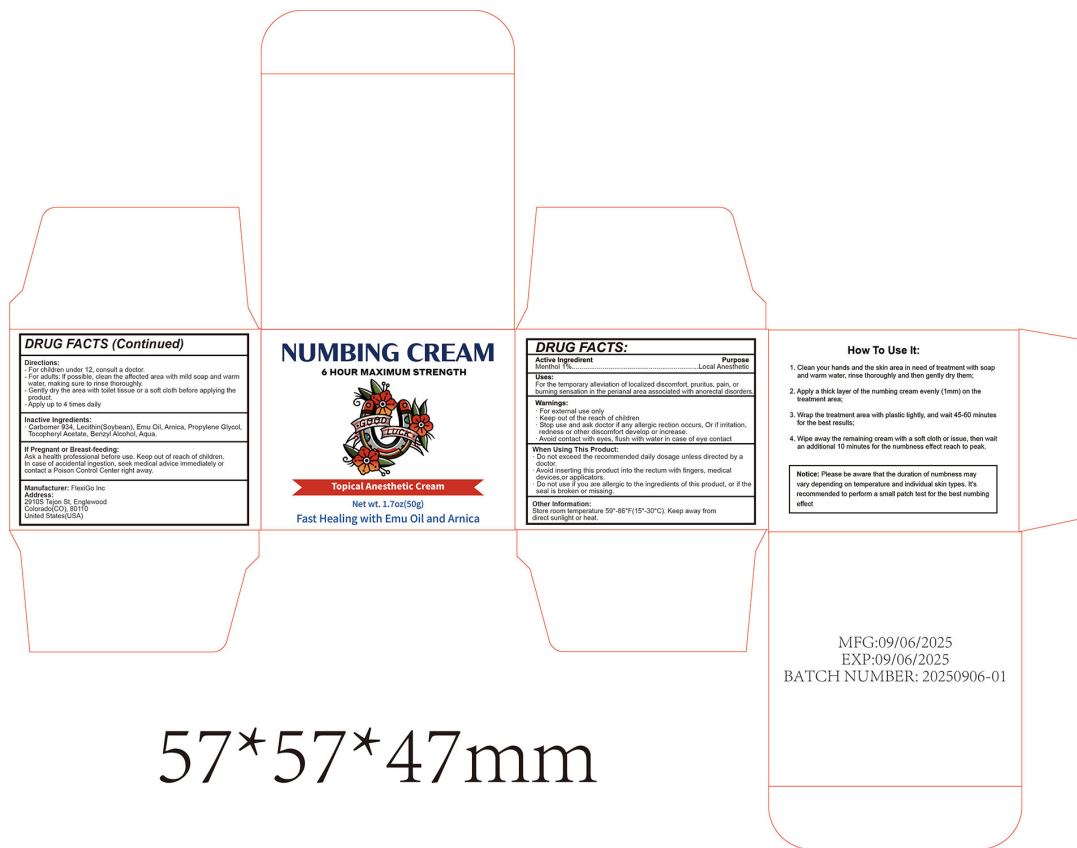 DRUG FACTS (Continued)
Directions:
- For children under 12, consult a doctor.
- For adults: If possible, clean the affected area with mild soap and warm
water, making sure to rinse thoroughly.
- Gently dry the area with toilet tissue or a soft cloth before applying the
product.
- Apply up to 4 times daily
Inactive Ingredients:
· Carbomer 934, Lecithin(Soybean), Emu Oil, Arnica, Propylene Glycol,
Tocopheryl Acetate, Benzyl Alcohol, Aqua.
If Pregnant or Breast-feeding:
Ask a health professional before use. Keep out of reach of children.
In case of accidental ingestion, seek medical advice immediately or
contact a Poison Control Center right away.
Manufacturer: FlexiGo Inc
Address:
2910S Tejon St, Englewood
Colorado(CO), 80110
United States(USA)
NUMBING CREAM
6 HOUR MAXIMUM STRENGTH
GOOD
LUCK
Topical Anesthetic Cream
Net wt. 1.7oz(50g)
Fast Healing with Emu Oil and Arnica
DRUG FACTS:
Active Ingredirent Purpose
Menthol 1%..........................................................Local Anesthetic
Uses:
For the temporary alleviation of localized discomfort, pruritus, pain, or
burning sensation in the perianal area associated with anorectal disorders.
Warnings:
· For external use only
· Keep out of the reach of children
· Stop use and ask doctor if any allergic rection occurs, Or if irritation,
redness or other discomfort develop or increase.
· Avoid contact with eyes, flush with water in case of eye contact
When Using This Product:
· Do not exceed the recommended daily dosage unless directed by a
doctor.
· Avoid inserting this product into the rectum with fingers, medical
devices,or applicators.
· Do not use if you are allergic to the ingredients of this product, or if the
seal is broken or missing.
Other Information:
Store room temperature 59°-86°F(15°-30°C). Keep away from
direct sunlight or heat.
How To Use It:
1. Clean your hands and the skin area in need of treatment with soap
and warm water, rinse thoroughly and then gently dry them;
2. Apply a thick layer of the numbing cream evenly (1mm) on the
treatment area;
3. Wrap the treatment area with plastic tightly, and wait 45-60 minutes
for the best results;
4. Wipe away the remaining cream with a soft cloth or issue, then wait
an additional 10 minutes for the numbness effect reach to peak.
Notice: Please be aware that the duration of numbness may
vary depending on temperature and individual skin types. It's
recommended to perform a small patch test for the best numbing
effect
MFG:09/06/2025
EXP:09/06/2025
BATCH NUMBER: 20250906-01
57*57*47mm